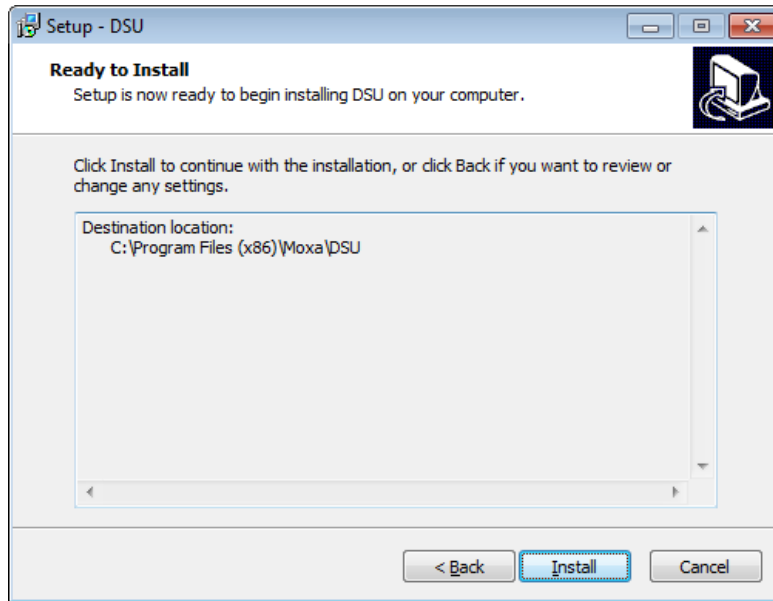 Setup - DSU
Ready to Install
Setup is now ready to begin installing DSU on your computer.
Click Install to continue with the installation, or click Back if you want to review or
change any settings.
Destination location:
C:\Program Files (x86)\Moxa\DSU
< Back
Install
Cancel